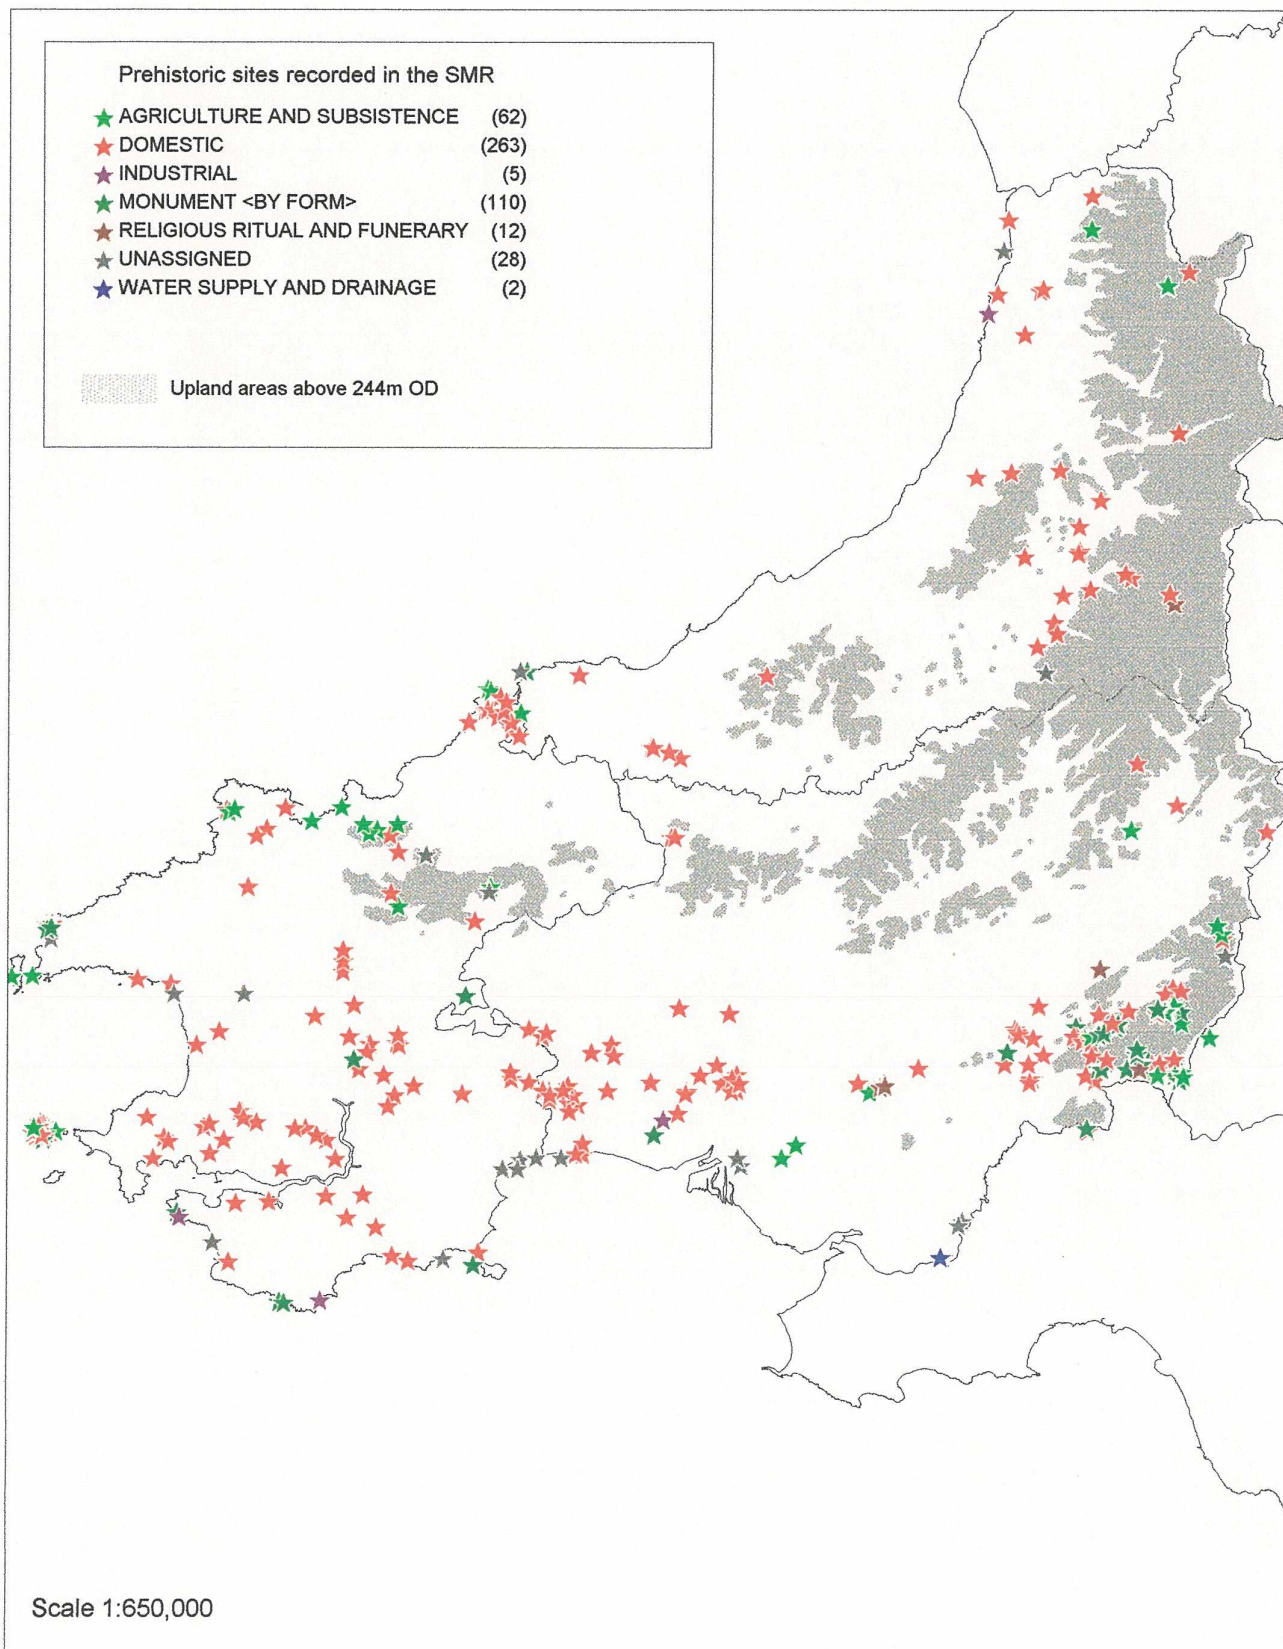 Prehistoric sites recorded in the SMR
AGRICULTURE AND SUBSISTENCE (62)
DOMESTIC (263)
INDUSTRIAL (5)
MONUMENT <BY FORM> (110)
RELIGIOUS RITUAL AND FUNERARY (12)
UNASSIGNED (28)
WATER SUPPLY AND DRAINAGE (2)
Upland areas above 244m OD
Scale 1:650,000